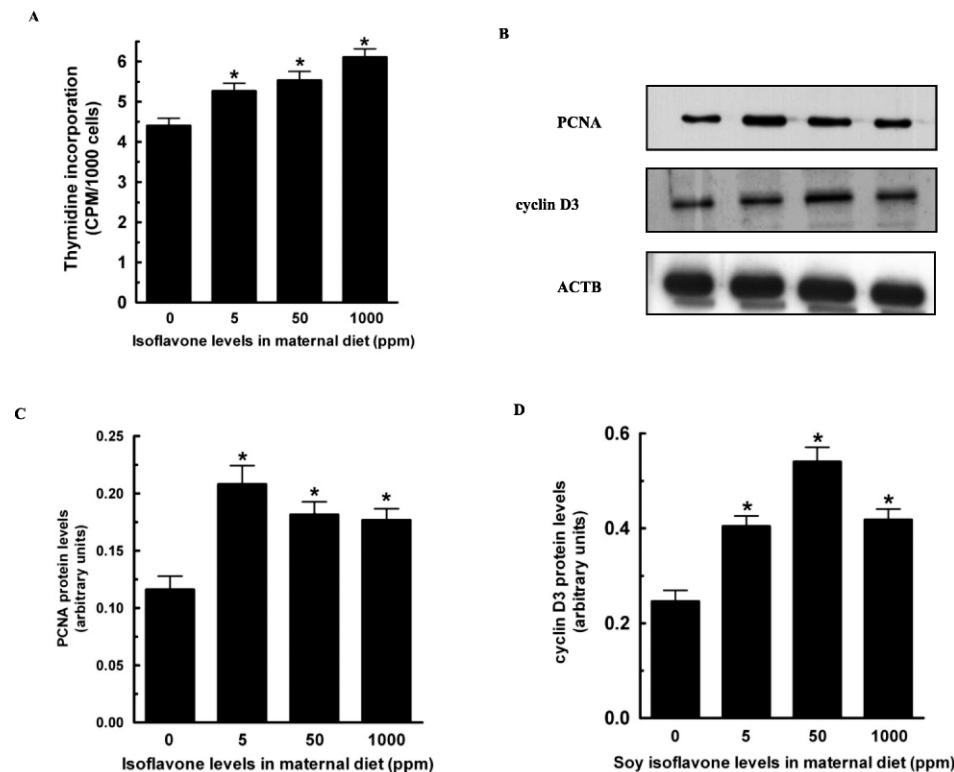 A
Thymidine incorporation
(CPM/1000 cells)
6
5
4
3
2
1
0
* * *
0 5 50 1000
Isoflavone levels in maternal diet (ppm)
B
PCNA
cyclin D3
ACTB
C
PCNA protein levels
(arbitrary units)
0.25
0.20
0.15
0.10
0.05
0.00
* * *
0 5 50 1000
Isoflavone levels in maternal diet (ppm)
D
cyclin D3 protein levels
(arbitrary units)
0.6
0.4
0.2
0.0
* * *
0 5 50 1000
Soy isoflavone levels in maternal diet (ppm)